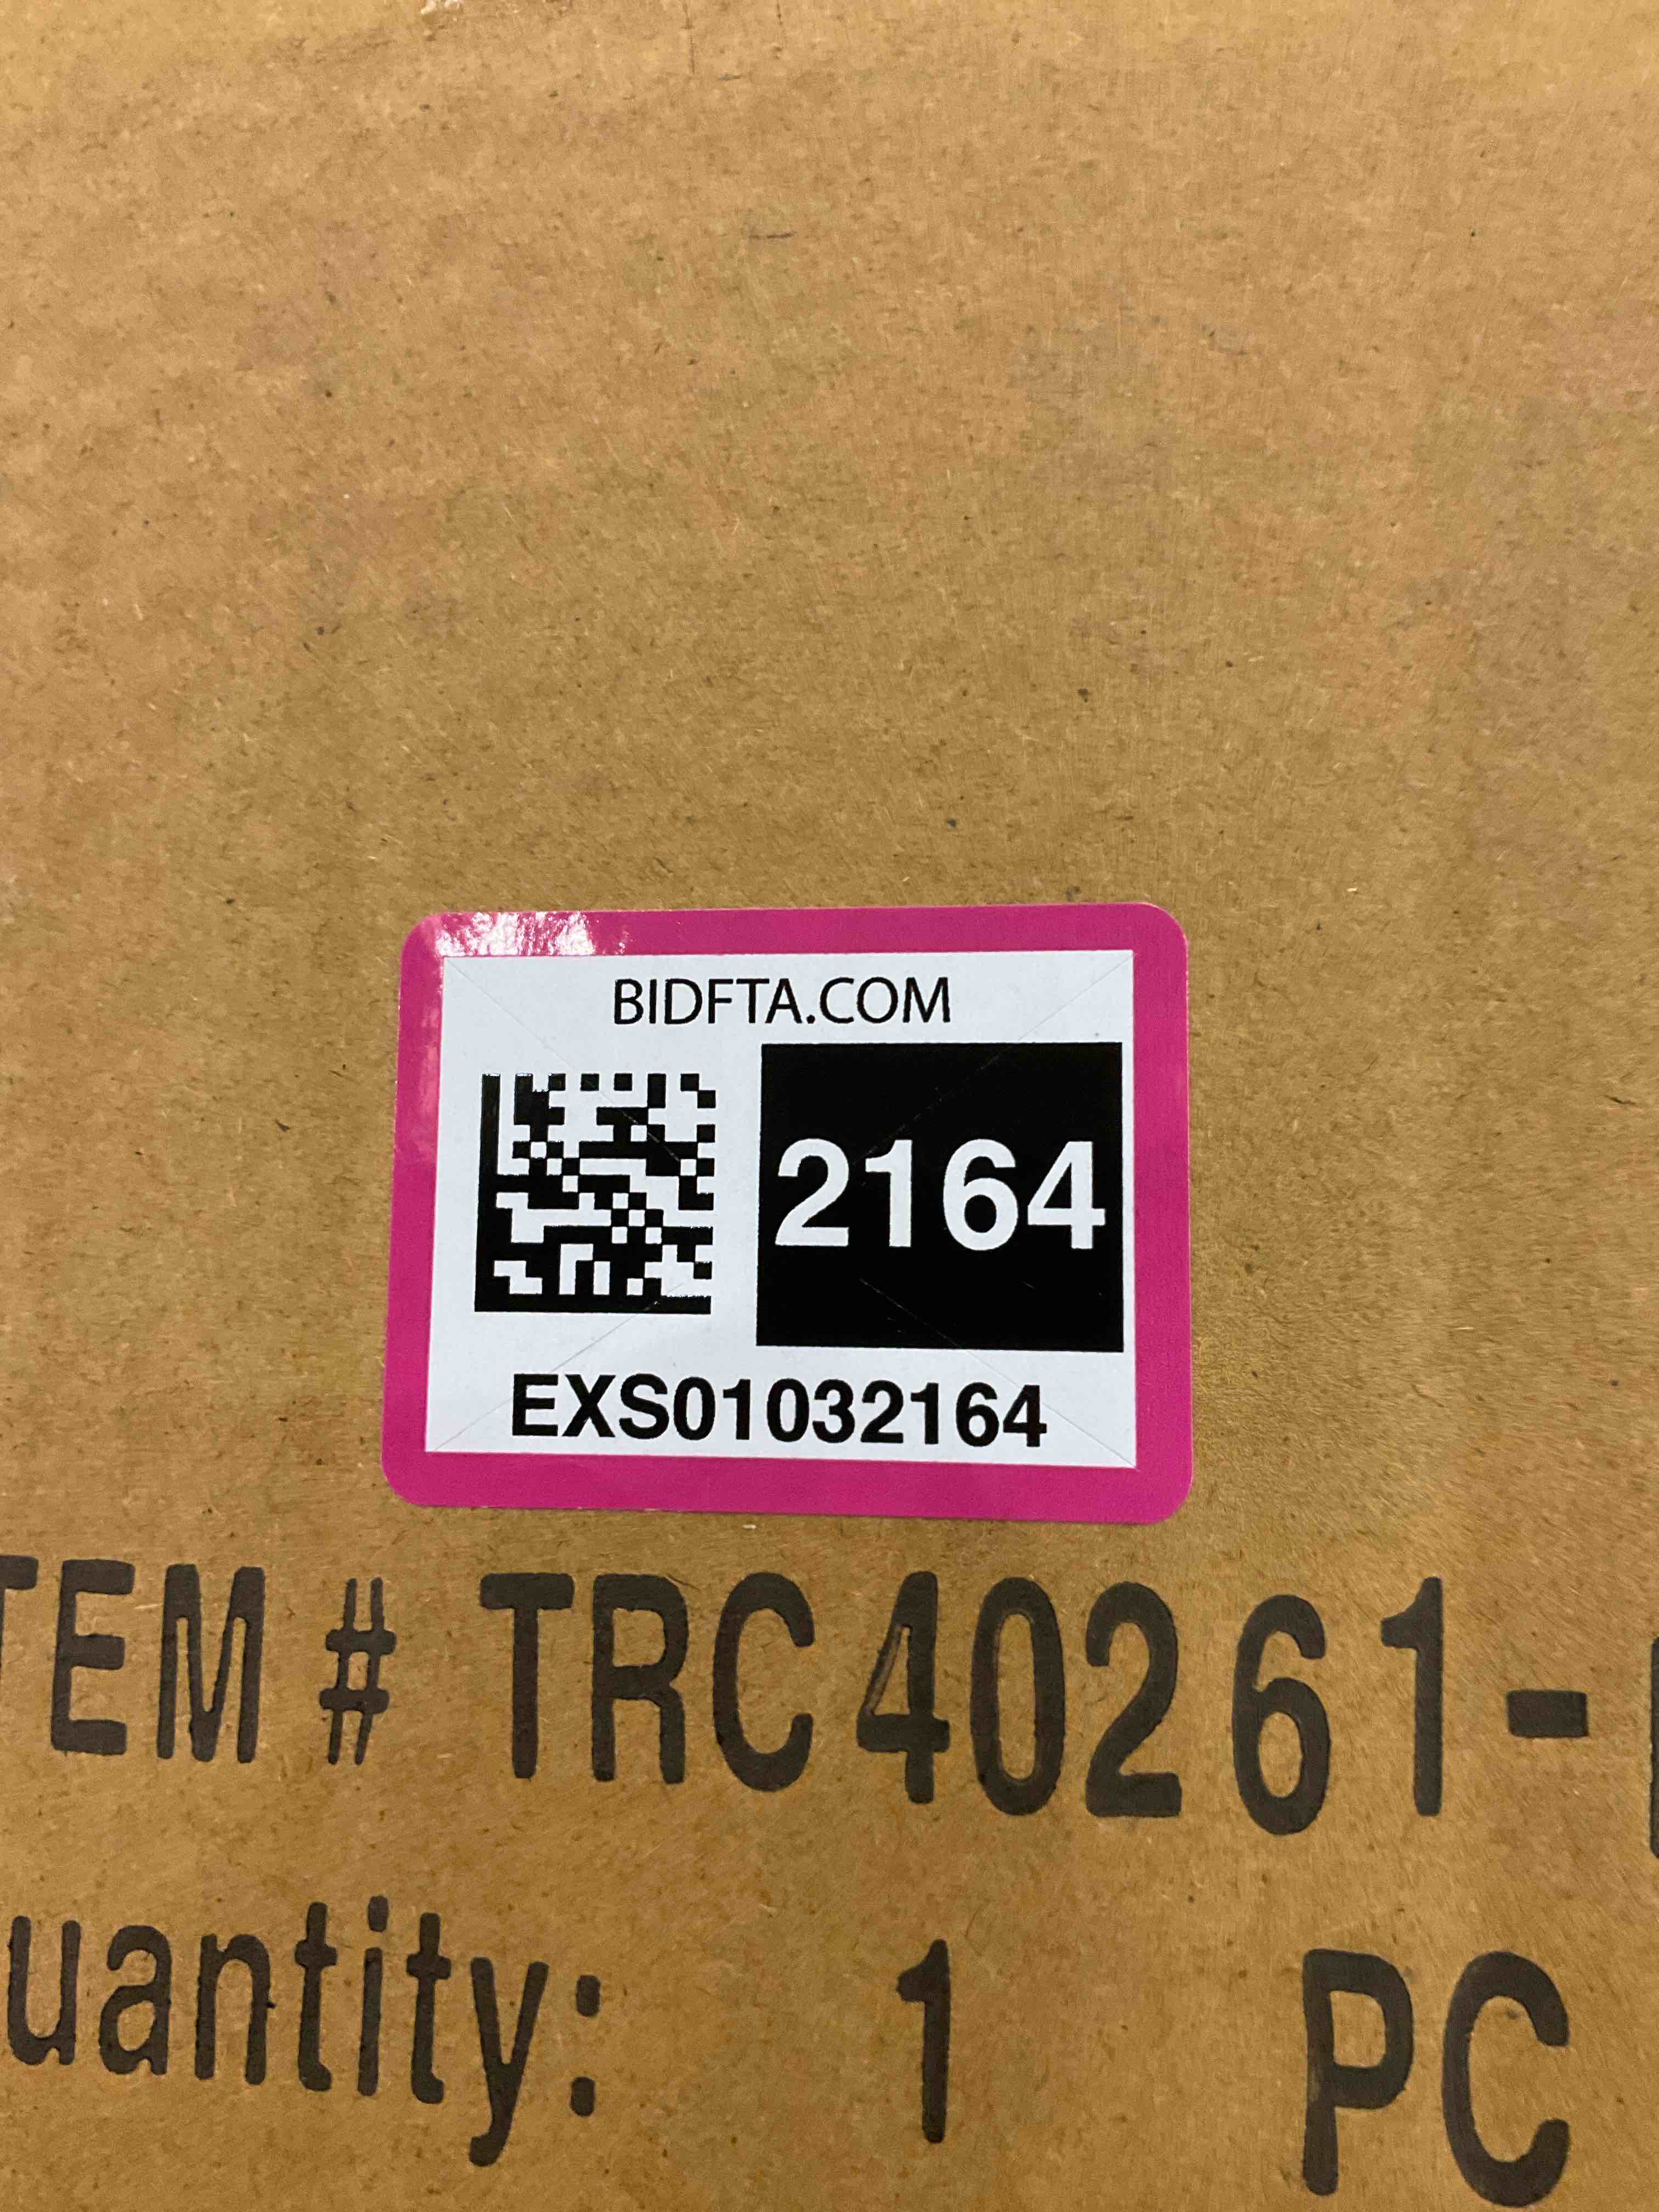 BIDFTA.COM
2164
EXS01032164
TEM # TRC40261-
uantity: 1 PC